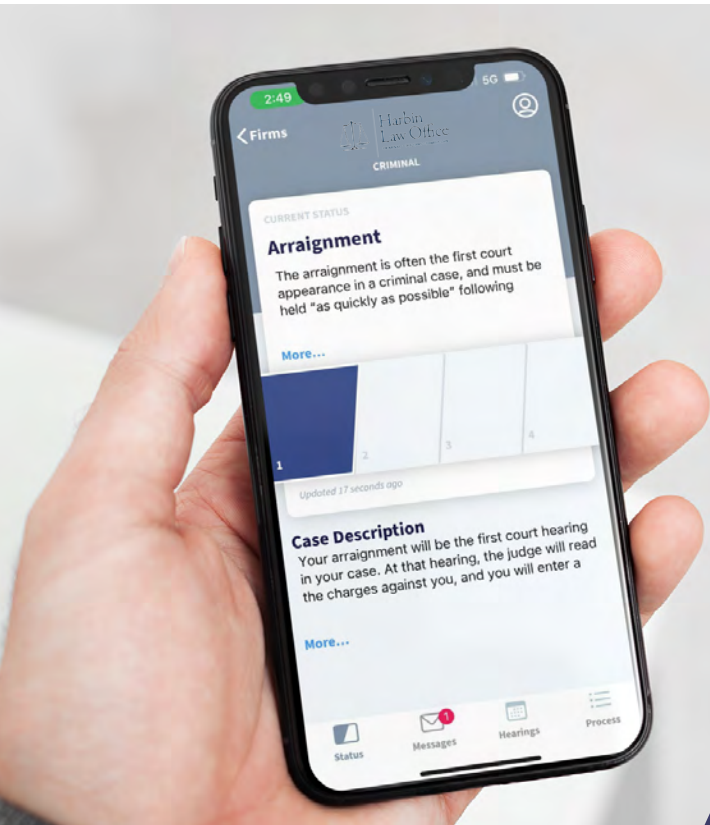 2:49
5G
Firms
Harbin
Law Office
CRIMINAL
CURRENT STATUS
Arraignment
The arraignment is often the first court
appearance in a criminal case, and must be
held "as quickly as possible" following
More...
1
2
3
4
Updated 17 seconds ago
Case Description
Your arraignment will be the first court hearing
in your case. At that hearing, the judge will read
the charges against you, and you will enter a
More...
1
Status
Messages
Hearings
Process